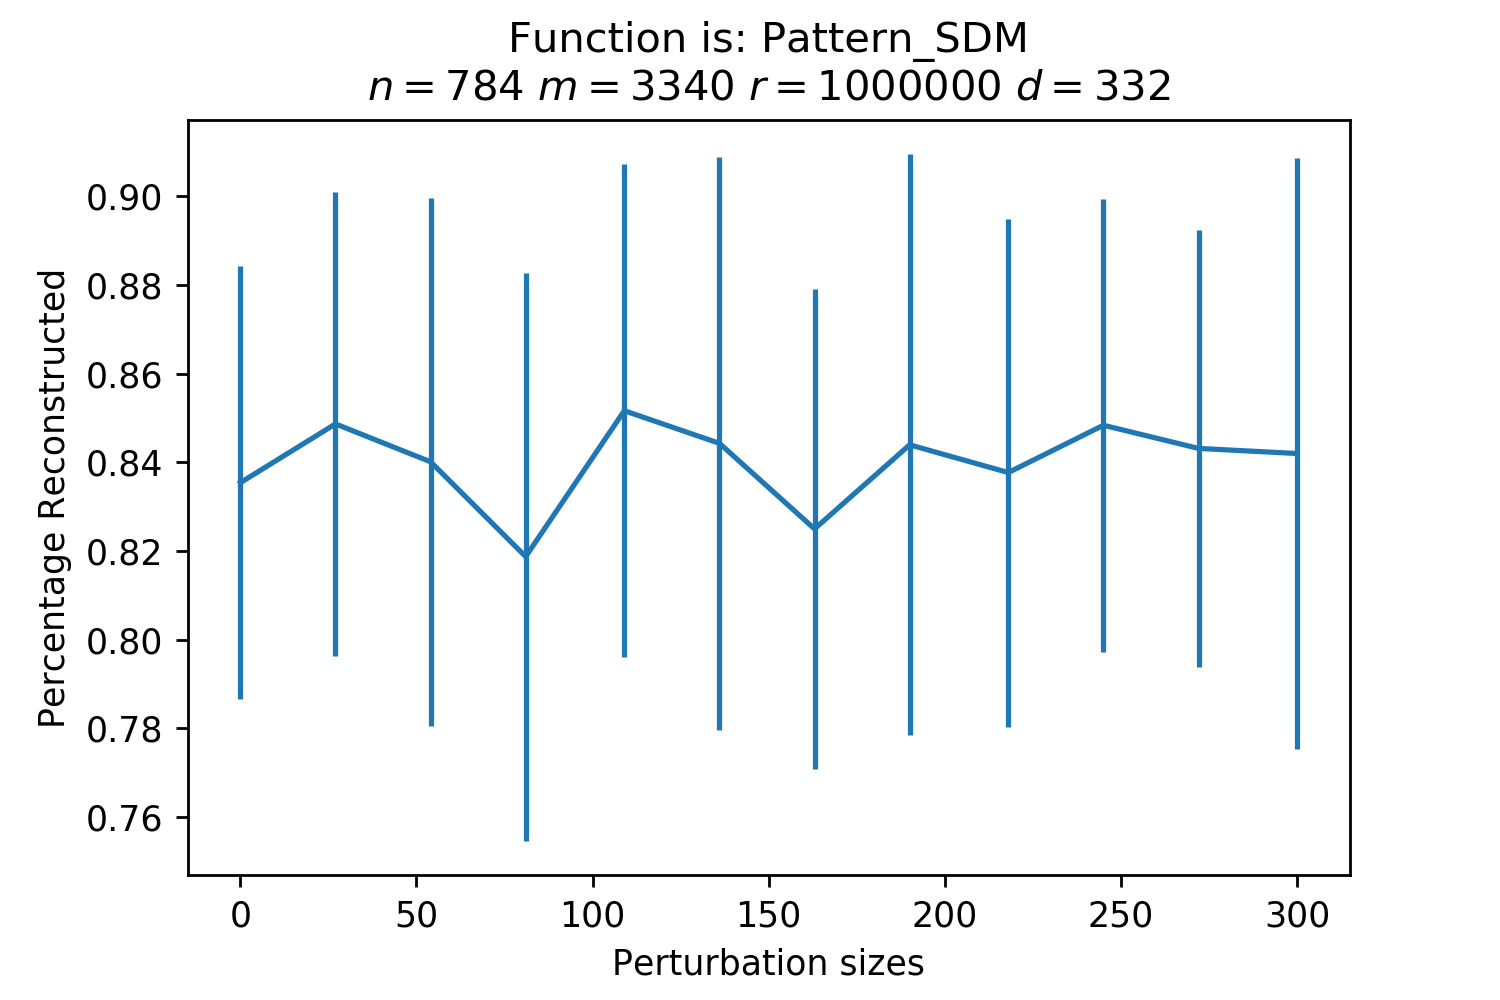 Function is: Pattern_SDM
n = 784 m = 3340 r = 1000000 d = 332
Percentage Reconstructed
0.90
0.88
0.86
0.84
0.82
0.80
0.78
0.76
0 50 100 150 200 250 300
Perturbation sizes